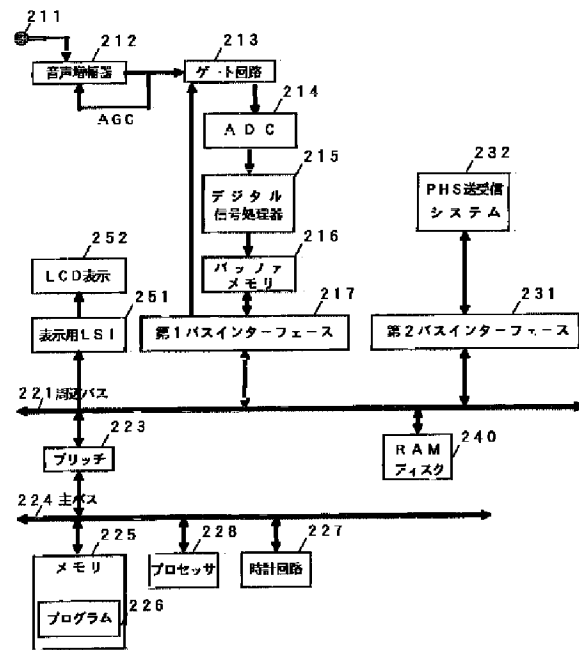 211
212
音声増幅器
AGC
213
ゲート回路
214
ADC
215
デジタル
信号処理器
216
バッファ
メモリ
217
第1バスインターフェース
232
PHS送受信
システム
231
第2バスインターフェース
252
LCD表示
251
表示用LSI
221周辺バス
223
ブリッチ
240
RAM
ディスク
224主バス
225
メモリ
226
プログラム
228
プロセッサ
227
時計回路